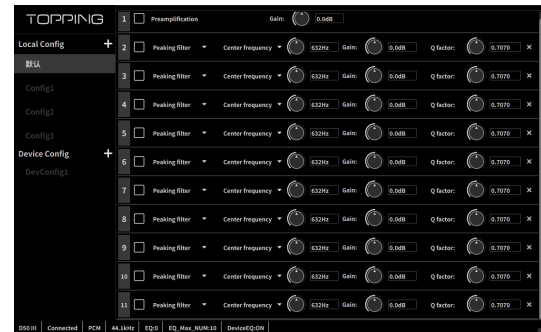 TOPPING
Local Config +
默认
Config1
Config2
Config3
Device Config +
DevConfig1
1 Preamplification Gain: 0.0dB
2 Peaking filter Center frequency 632Hz Gain: 0.0dB Q factor: 0.7070 ×
3 Peaking filter Center frequency 632Hz Gain: 0.0dB Q factor: 0.7070 ×
4 Peaking filter Center frequency 632Hz Gain: 0.0dB Q factor: 0.7070 ×
5 Peaking filter Center frequency 632Hz Gain: 0.0dB Q factor: 0.7070 ×
6 Peaking filter Center frequency 632Hz Gain: 0.0dB Q factor: 0.7070 ×
7 Peaking filter Center frequency 632Hz Gain: 0.0dB Q factor: 0.7070 ×
8 Peaking filter Center frequency 632Hz Gain: 0.0dB Q factor: 0.7070 ×
9 Peaking filter Center frequency 632Hz Gain: 0.0dB Q factor: 0.7070 ×
10 Peaking filter Center frequency 632Hz Gain: 0.0dB Q factor: 0.7070 ×
11 Peaking filter Center frequency 632Hz Gain: 0.0dB Q factor: 0.7070 ×
D50 III Connected PCM 44.1kHz EQ:0 EQ_Max_NUM:10 DeviceEQ:ON